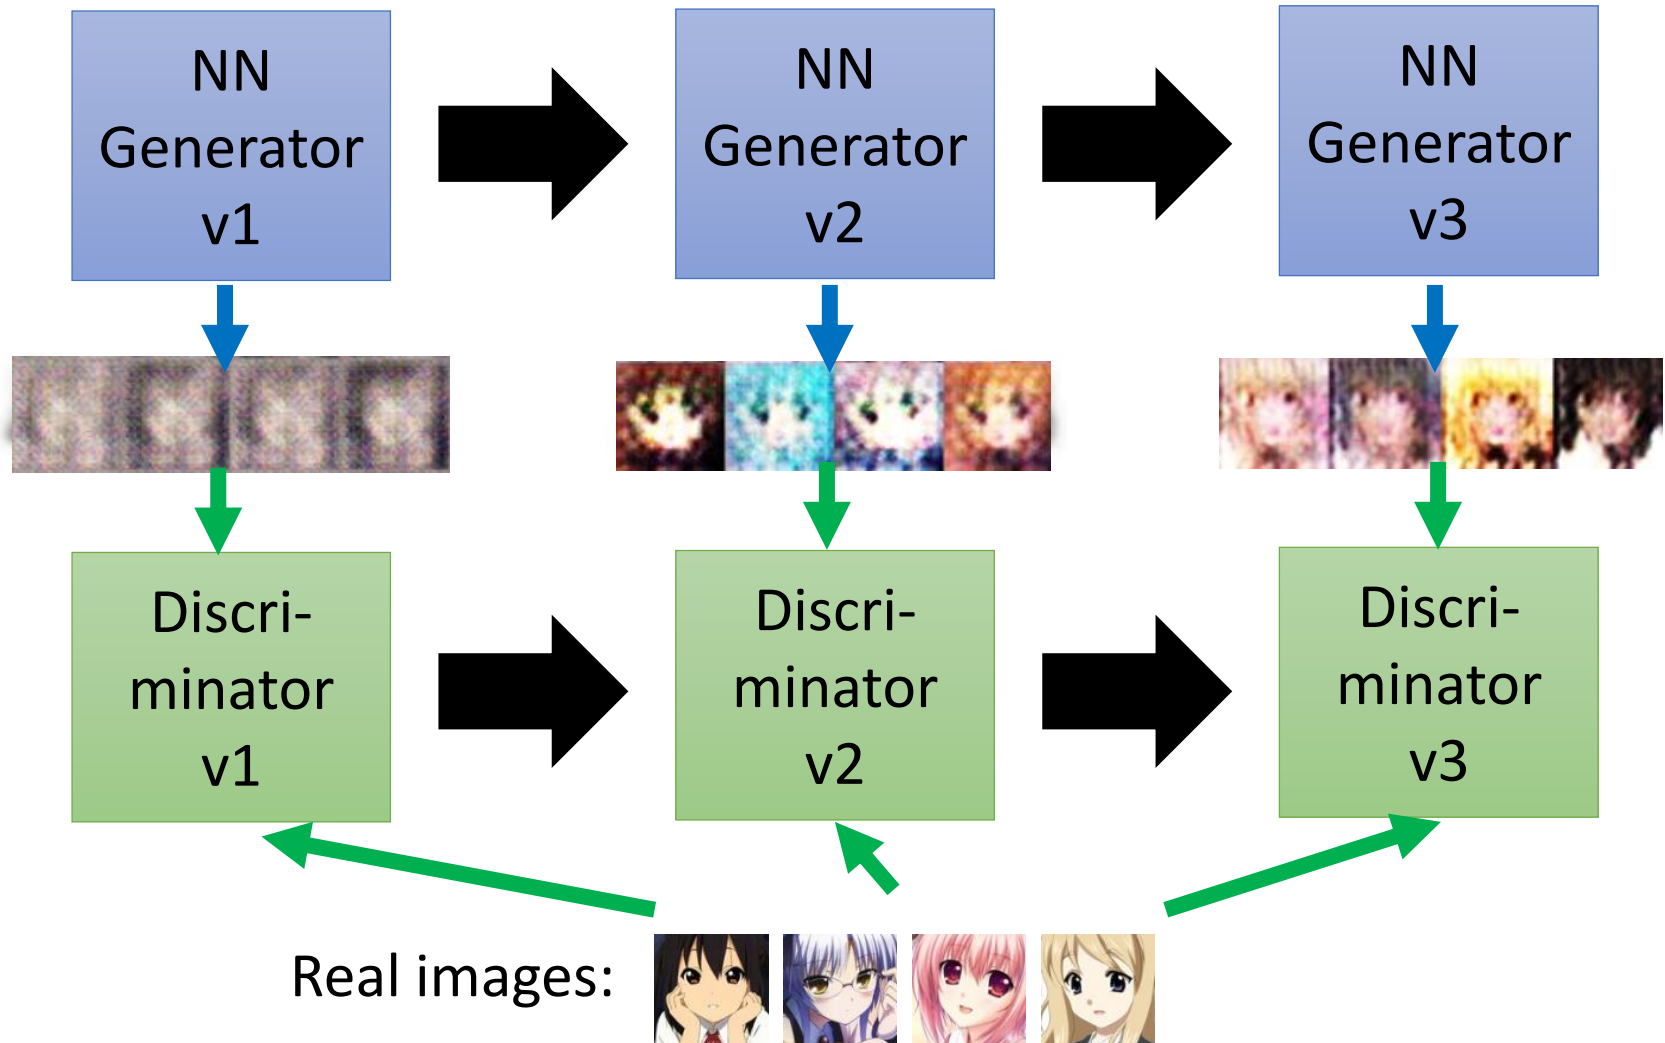 NN
Generator
v1
NN
Generator
v2
NN
Generator
v3
Discri-
minator
v1
Discri-
minator
v2
Discri-
minator
v3
Real images: